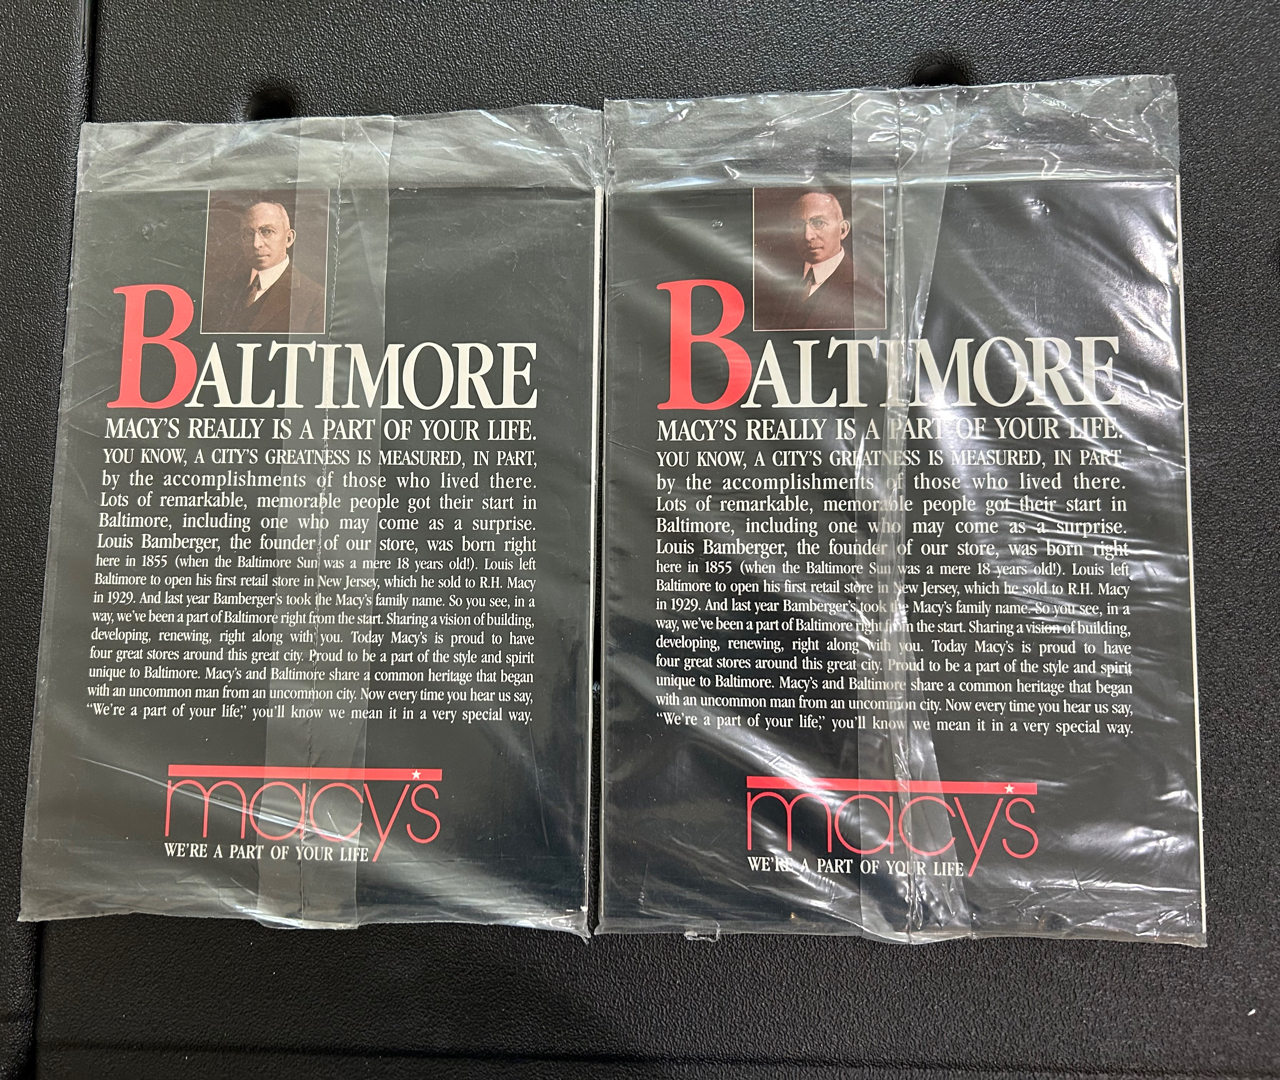 BALTIMORE
MACY'S REALLY IS A PART OF YOUR LIFE.
YOU KNOW, A CITY'S GREATNESS IS MEASURED, IN PART,
by the accomplishments of those who lived there.
Lots of remarkable, memorable people got their start in
Baltimore, including one who may come as a surprise.
Louis Bamberger, the founder of our store, was born right
here in 1855 (when the Baltimore Sun was a mere 18 years old!). Louis left
Baltimore to open his first retail store in New Jersey, which he sold to R.H. Macy
in 1929. And last year Bamberger's took the Macy's family name. So you see, in a
way, we've been a part of Baltimore right from the start. Sharing a vision of building,
developing, renewing, right along with you. Today Macy's is proud to have
four great stores around this great city. Proud to be a part of the style and spirit
unique to Baltimore. Macy's and Baltimore share a common heritage that began
with an uncommon man from an uncommon city. Now every time you hear us say,
“We're a part of your life,” you'll know we mean it in a very special way.
macy's
WE'RE A PART OF YOUR LIFE
BALTIMORE
MACY'S REALLY IS A PART OF YOUR LIFE.
YOU KNOW, A CITY'S GREATNESS IS MEASURED, IN PART,
by the accomplishments of those who lived there.
Lots of remarkable, memorable people got their start in
Baltimore, including one who may come as a surprise.
Louis Bamberger, the founder of our store, was born right
here in 1855 (when the Baltimore Sun was a mere 18 years old!). Louis left
Baltimore to open his first retail store in New Jersey, which he sold to R.H. Macy
in 1929. And last year Bamberger's took the Macy's family name. So you see, in a
way, we've been a part of Baltimore right from the start. Sharing a vision of building,
developing, renewing, right along with you. Today Macy's is proud to have
four great stores around this great city. Proud to be a part of the style and spirit
unique to Baltimore. Macy's and Baltimore share a common heritage that began
with an uncommon man from an uncommon city. Now every time you hear us say,
“We're a part of your life,” you'll know we mean it in a very special way.
macy's
WE'RE A PART OF YOUR LIFE